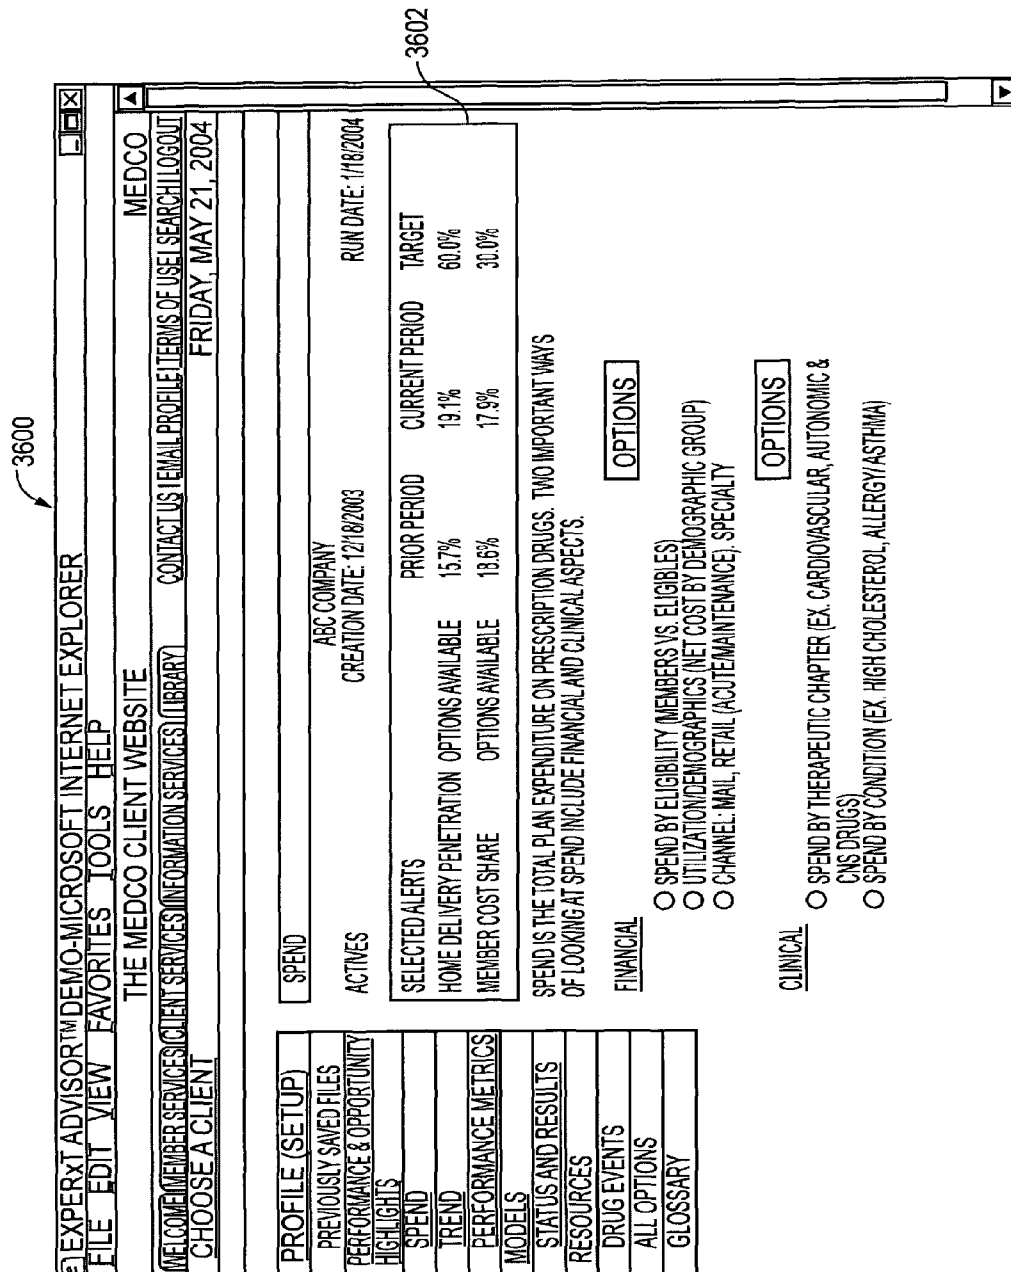 3600
EXPERxT ADVISOR™ DEMO-MICROSOFT INTERNET EXPLORER
FILE EDIT VIEW FAVORITES TOOLS HELP
THE MEDCO CLIENT WEBSITE MEDCO
WELCOME MEMBER SERVICES CLIENT SERVICES INFORMATION SERVICES LIBRARY CONTACT US | EMAIL PROFILE | TERMS OF USE | SEARCH | LOGOUT
CHOOSE A CLIENT FRIDAY, MAY 21, 2004
PROFILE (SETUP)
PREVIOUSLY SAVED FILES
PERFORMANCE & OPPORTUNITY
HIGHLIGHTS
SPEND
TREND
PERFORMANCE METRICS
MODELS
STATUS AND RESULTS
RESOURCES
DRUG EVENTS
ALL OPTIONS
GLOSSARY
SPEND
ABC COMPANY
ACTIVES CREATION DATE: 12/18/2003 RUN DATE: 1/18/2004
3602
SELECTED ALERTS PRIOR PERIOD CURRENT PERIOD TARGET
HOME DELIVERY PENETRATION OPTIONS AVAILABLE 15.7% 19.1% 60.0%
MEMBER COST SHARE OPTIONS AVAILABLE 18.6% 17.9% 30.0%
SPEND IS THE TOTAL PLAN EXPENDITURE ON PRESCRIPTION DRUGS. TWO IMPORTANT WAYS
OF LOOKING AT SPEND INCLUDE FINANCIAL AND CLINICAL ASPECTS.
FINANCIAL OPTIONS
SPEND BY ELIGIBILITY (MEMBERS VS. ELIGIBLES)
UTILIZATION/DEMOGRAPHICS (NET COST BY DEMOGRAPHIC GROUP)
CHANNEL: MAIL, RETAIL (ACUTE/MAINTENANCE). SPECIALTY
CLINICAL OPTIONS
SPEND BY THERAPEUTIC CHAPTER (EX. CARDIOVASCULAR, AUTONOMIC &
CNS DRUGS)
SPEND BY CONDITION (EX. HIGH CHOLESTEROL, ALLERGY/ASTHMA)